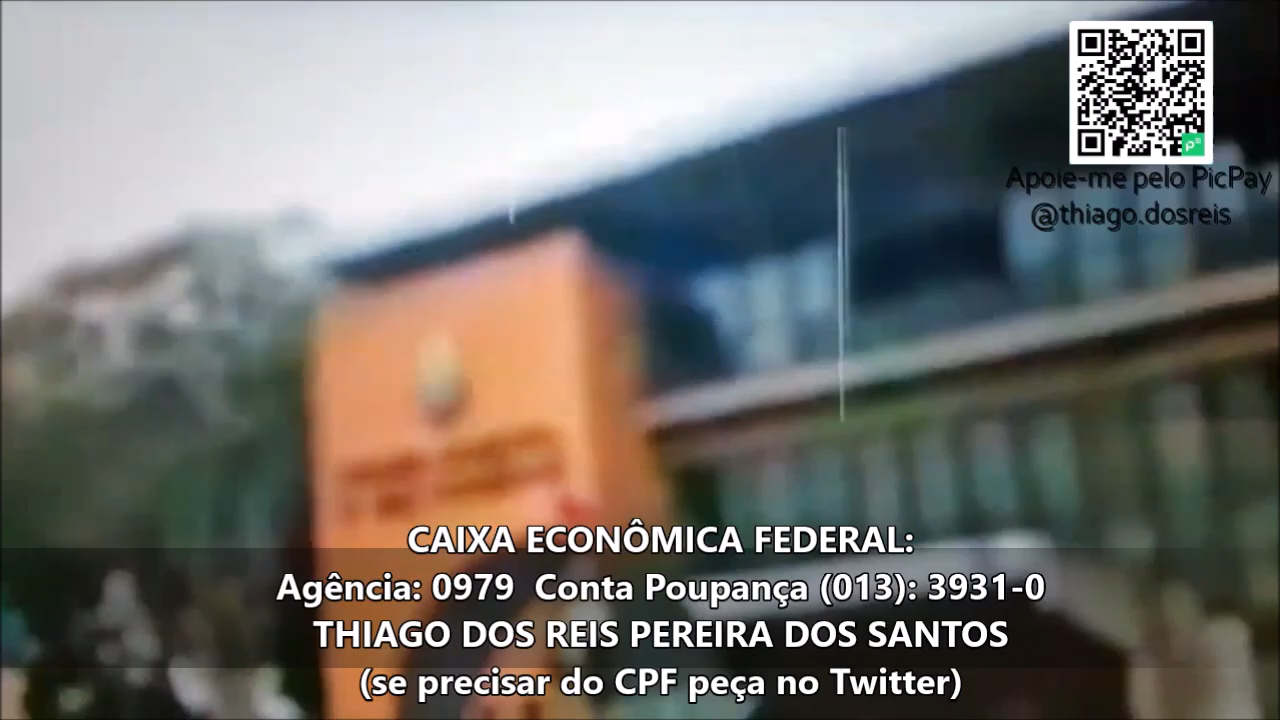 Apoie-me pelo PicPay
@thiago.dosreis
CAIXA ECONÔMICA FEDERAL:
Agência: 0979 Conta Poupança (013): 3931-0
THIAGO DOS REIS PEREIRA DOS SANTOS
(se precisar do CPF peça no Twitter)